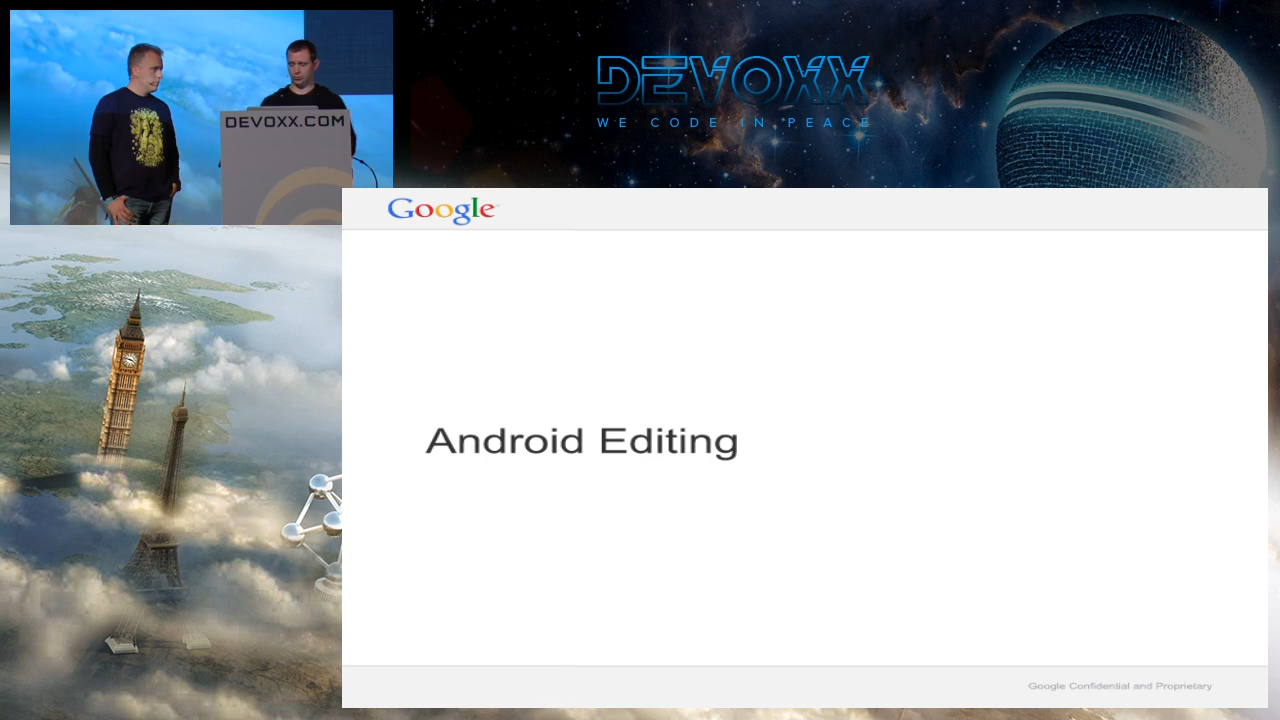 DEVOXX
WE CODE IN PEACE
DEVOXX.COM
Google
Android Editing
Google Confidential and Proprietary